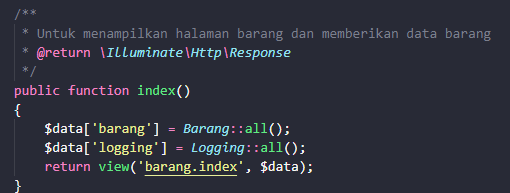 /**
 * Untuk menampilkan halaman barang dan memberikan data barang
 * @return \Illuminate\Http\Response
 */
public function index()
{
    $data['barang'] = Barang::all();
    $data['logging'] = Logging::all();
    return view('barang.index', $data);
}